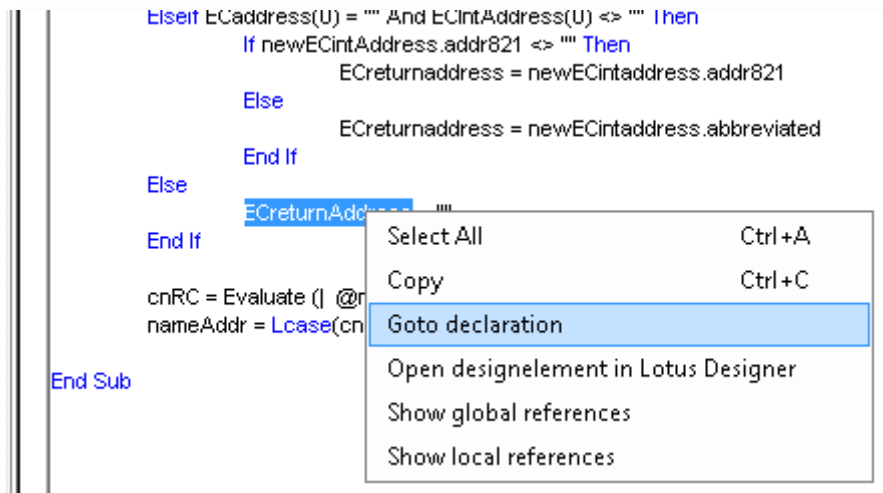 Elseif ECaddress(0) = "" And ECIntAddress(0) <> "" Then
If newECintAddress.addr821 <> "" Then
ECreturnaddress = newECintaddress.addr821
Else
ECreturnaddress = newECintaddress.abbreviated
End If
Else
""
End If
cnRC = Evaluate (|
nameAddr = Lcase(cn
End Sub
Select All Ctrl+A
Copy Ctrl+C
Goto declaration
Open designelement in Lotus Designer
Show global references
Show local references